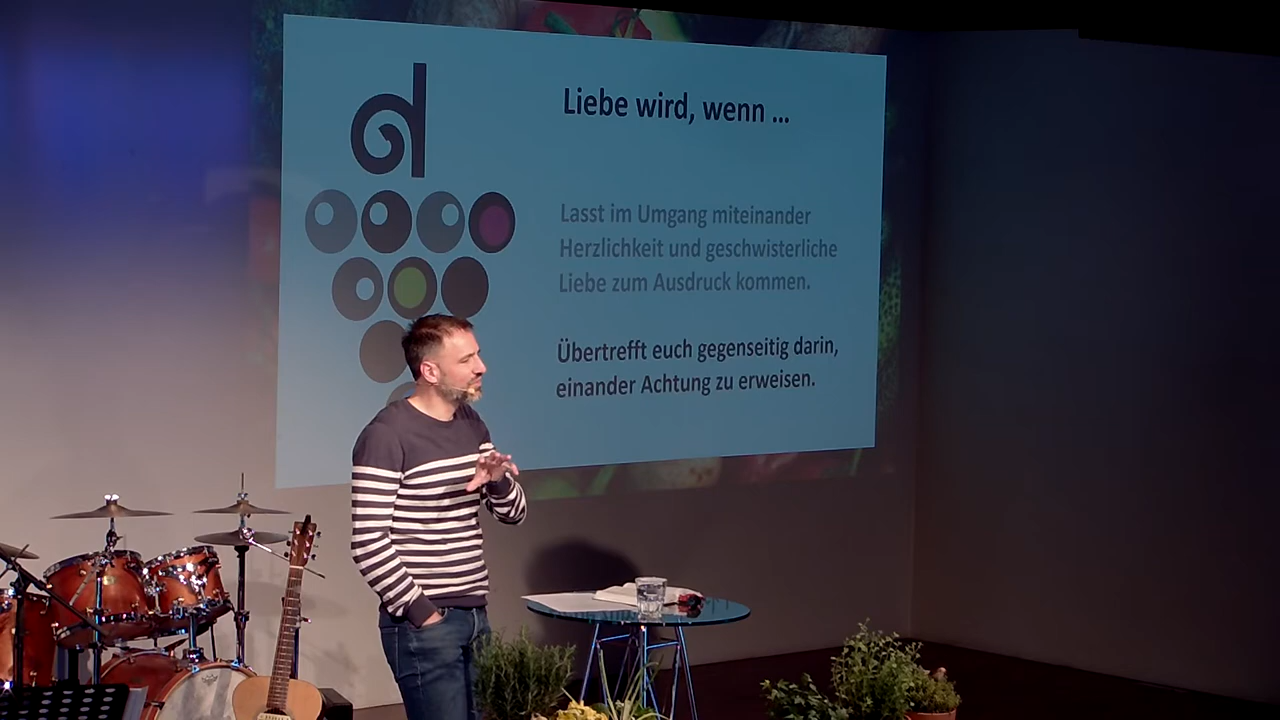 d
Liebe wird, wenn ...
Lasst im Umgang miteinander
Herzlichkeit und geschwisterliche
Liebe zum Ausdruck kommen.
Übertrefft euch gegenseitig darin,
einander Achtung zu erweisen.